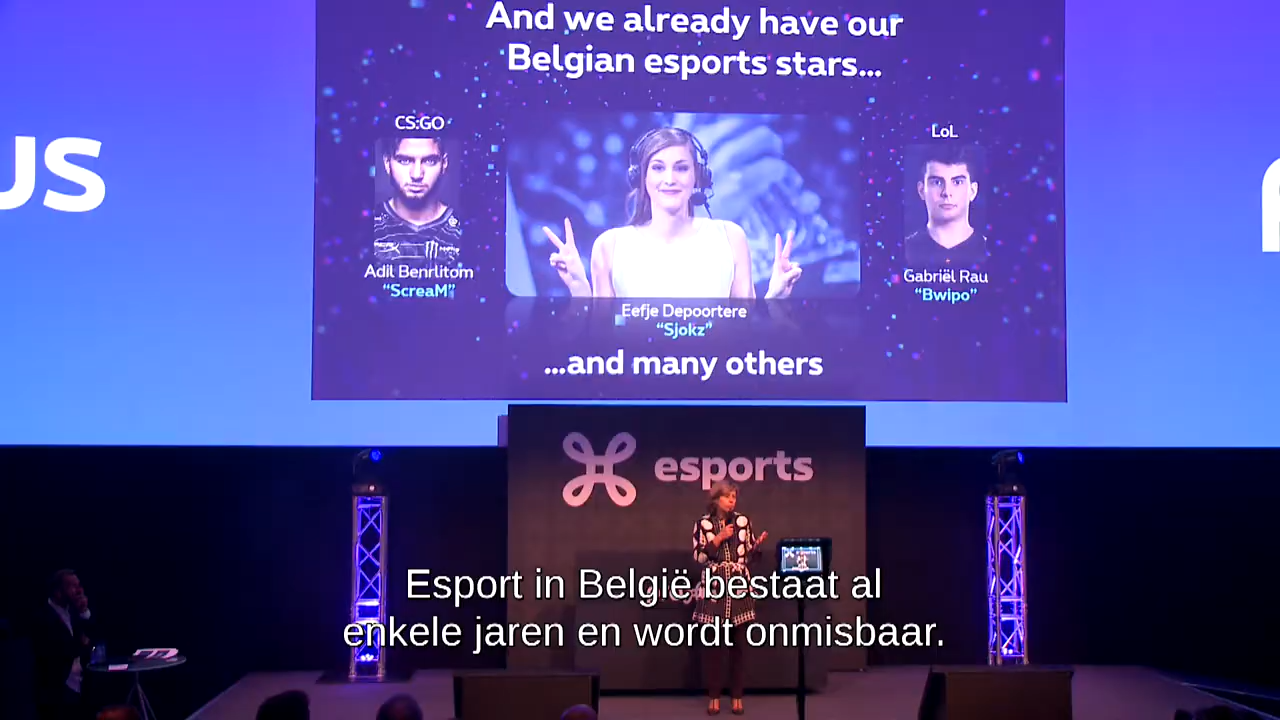 And we already have our
Belgian esports stars...
US
CS:GO
LoL
Adil Benrlitom
“ScreaM”
Gabriël Rau
“Bwipo”
Eefje Depoortere
“Sjokz”
...and many others
esports
Esport in België bestaat al
enkele jaren en wordt onmisbaar.